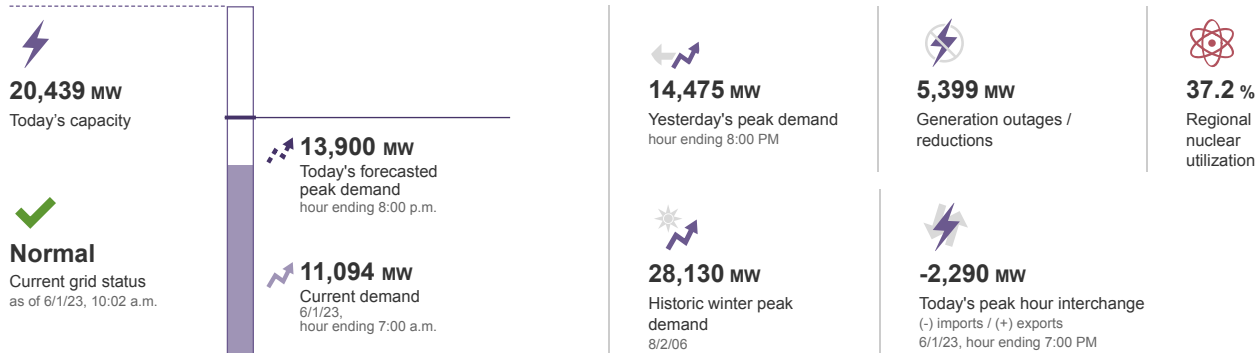 20,439 MW
Today's capacity
Normal
Current grid status
as of 6/1/23, 10:02 a.m.
13,900 MW
Today's forecasted
peak demand
hour ending 8:00 p.m.
11,094 MW
Current demand
6/1/23,
hour ending 7:00 a.m.
14,475 MW
Yesterday's peak demand
hour ending 8:00 PM
5,399 MW
Generation outages /
reductions
37.2 %
Regional
nuclear
utilization
28,130 MW
Historic winter peak
demand
8/2/06
-2,290 MW
Today's peak hour interchange
(-) imports / (+) exports
6/1/23, hour ending 7:00 PM